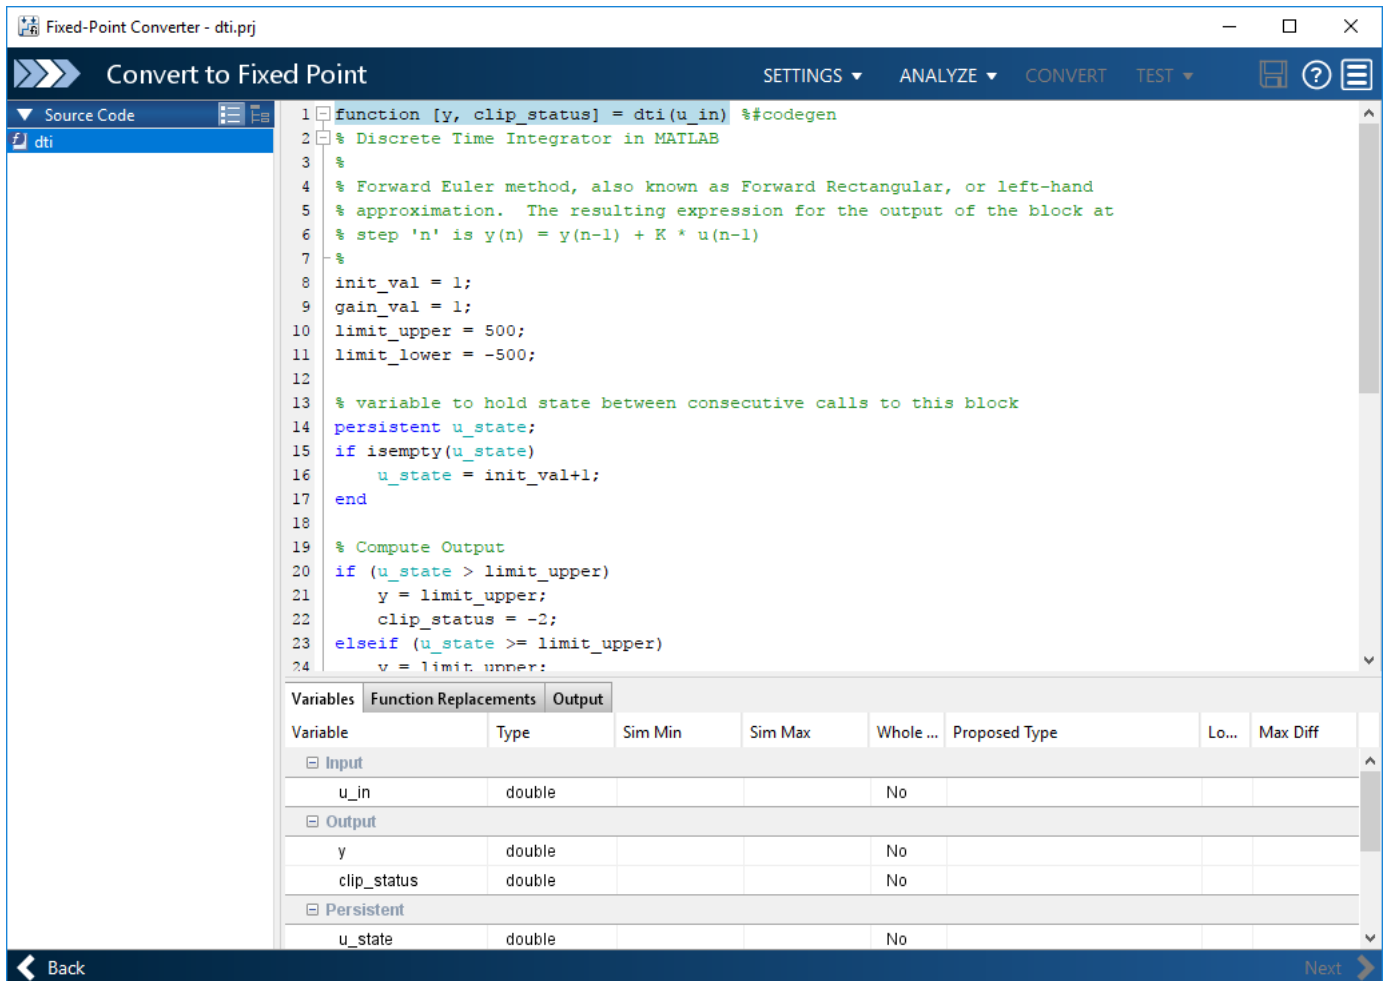 Fixed-Point Converter - dti.prj
Convert to Fixed Point
SETTINGS ANALYZE CONVERT TEST
Source Code
dti
1 function [y, clip_status] = dti(u_in) %#codegen
2 % Discrete Time Integrator in MATLAB
3 %
4 % Forward Euler method, also known as Forward Rectangular, or left-hand
5 % approximation.  The resulting expression for the output of the block at
6 % step 'n' is y(n) = y(n-1) + K * u(n-1)
7 %
8 init_val = 1;
9 gain_val = 1;
10 limit_upper = 500;
11 limit_lower = -500;
12
13 % variable to hold state between consecutive calls to this block
14 persistent u_state;
15 if isempty(u_state)
16     u_state = init_val+1;
17 end
18
19 % Compute Output
20 if (u_state > limit_upper)
21     y = limit_upper;
22     clip_status = -2;
23 elseif (u_state >= limit_upper)
24     y = limit_upper;
Variables Function Replacements Output
Variable Type Sim Min Sim Max Whole ... Proposed Type Lo... Max Diff
Input
u_in double No
Output
y double No
clip_status double No
Persistent
u_state double No
Back Next